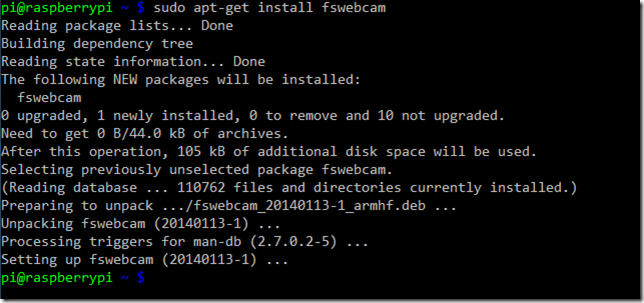 pi@raspberrypi ~ $ sudo apt-get install fswebcam
Reading package lists... Done
Building dependency tree
Reading state information... Done
The following NEW packages will be installed:
  fswebcam
0 upgraded, 1 newly installed, 0 to remove and 10 not upgraded.
Need to get 0 B/44.0 kB of archives.
After this operation, 105 kB of additional disk space will be used.
Selecting previously unselected package fswebcam.
(Reading database ... 110762 files and directories currently installed.)
Preparing to unpack .../fswebcam_20140113-1_armhf.deb ...
Unpacking fswebcam (20140113-1) ...
Processing triggers for man-db (2.7.0.2-5) ...
Setting up fswebcam (20140113-1) ...
pi@raspberrypi ~ $